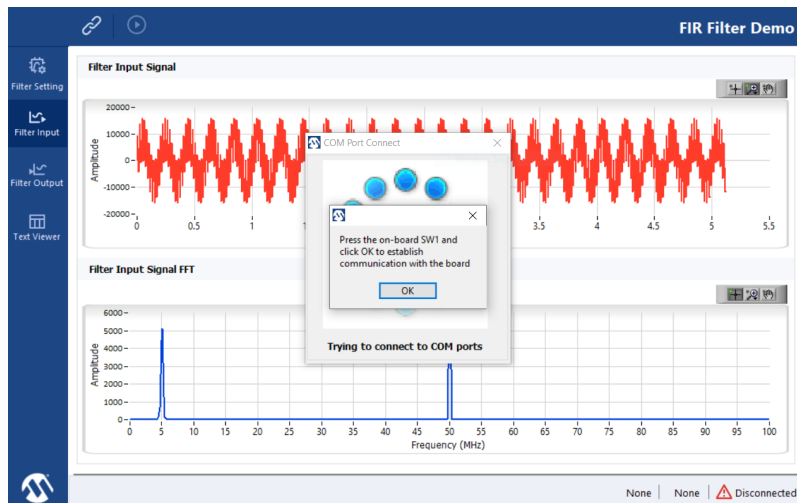 FIR Filter Demo
Filter Setting
Filter Input
Filter Output
Text Viewer
Filter Input Signal
Amplitude
20000
10000
0
-10000
-20000
0 0.5 1 1 3.5 4 4.5 5 5.5
COM Port Connect
Press the on-board SW1 and
click OK to establish
communication with the board
OK
Trying to connect to COM ports
Filter Input Signal FFT
Amplitude
6000
5000
4000
3000
2000
1000
0
0 5 10 15 20 25 30 35 40 45 50 55 60 65 70 75 80 85 90 95 100
Frequency (MHz)
None None Disconnected